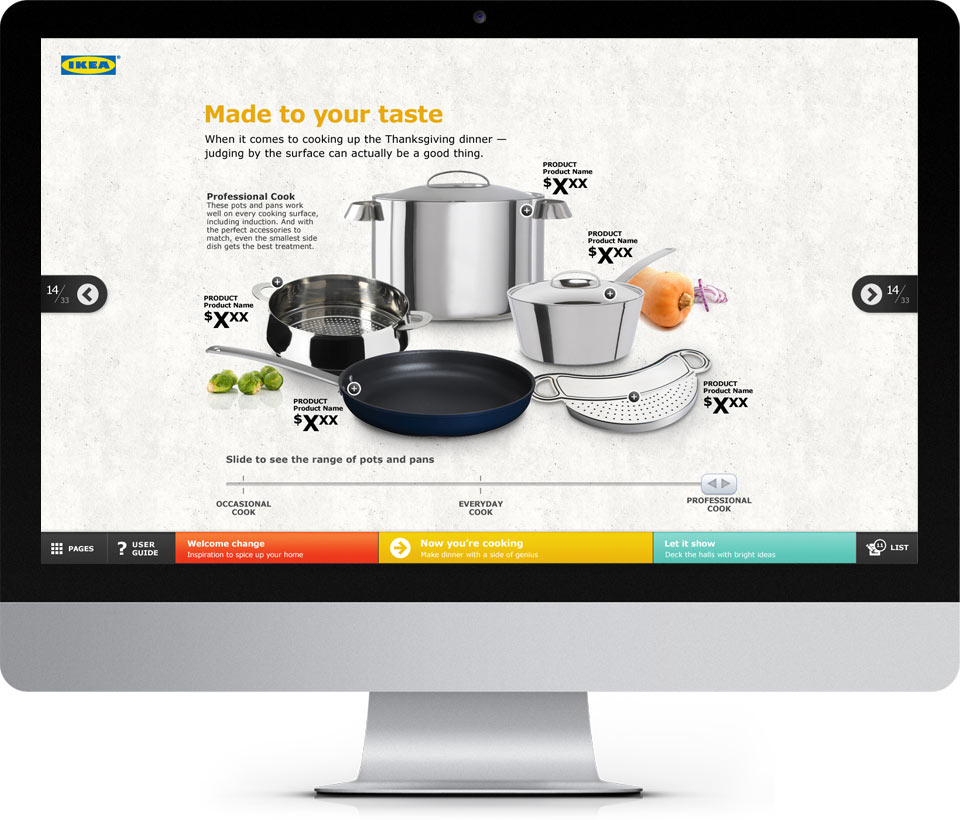 IKEA
Made to your taste
When it comes to cooking up the Thanksgiving dinner —
judging by the surface can actually be a good thing.
PRODUCT
Product Name
$XXX
Professional Cook
These pots and pans work
well on every cooking surface,
including induction. And with
the perfect accessories to
match, even the smallest side
dish gets the best treatment.
PRODUCT
Product Name
$XXX
14/33
14/33
PRODUCT
Product Name
$XXX
PRODUCT
Product Name
$XXX
PRODUCT
Product Name
$XXX
Slide to see the range of pots and pans
OCCASIONAL
COOK
EVERYDAY
COOK
PROFESSIONAL
COOK
PAGES
? USER
GUIDE
Welcome change
Inspiration to spice up your home
Now you're cooking
Make dinner with a side of genius
Let it show
Deck the halls with bright ideas
11
LIST